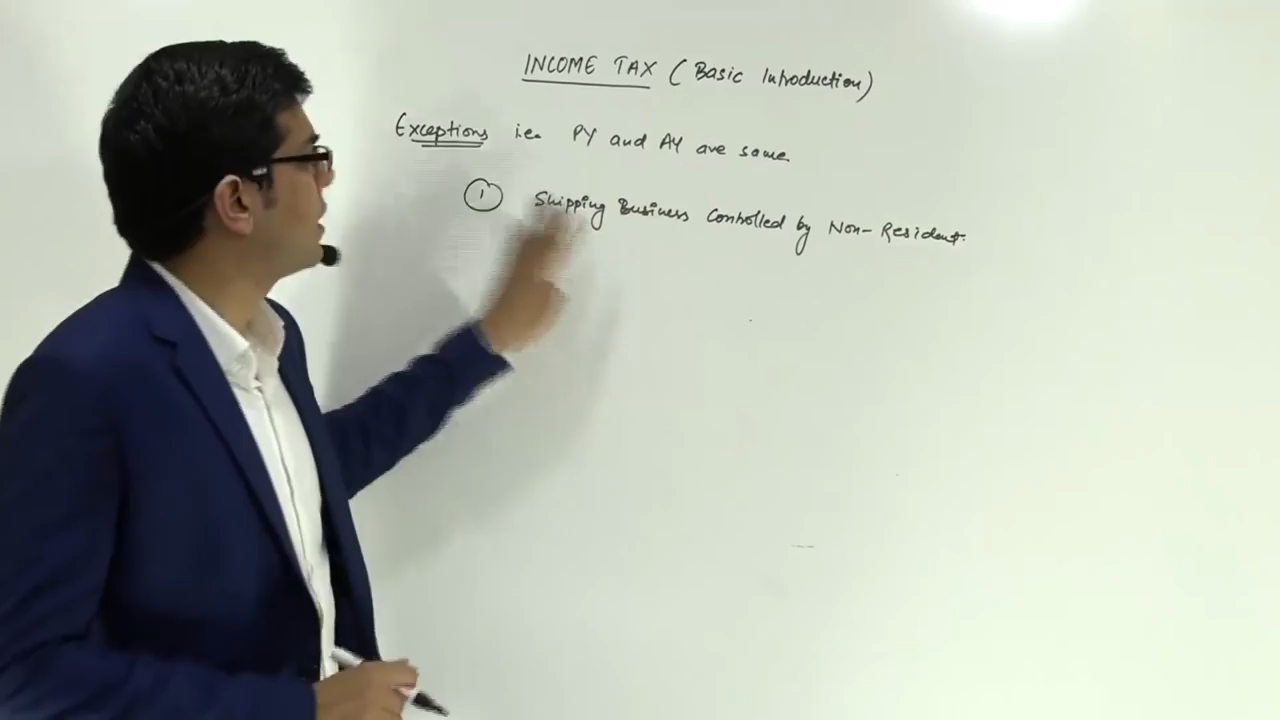 INCOME TAX (Basic Introduction)
Exceptions i.e. PY and AY are same
① Shipping Business Controlled by Non-Resident.